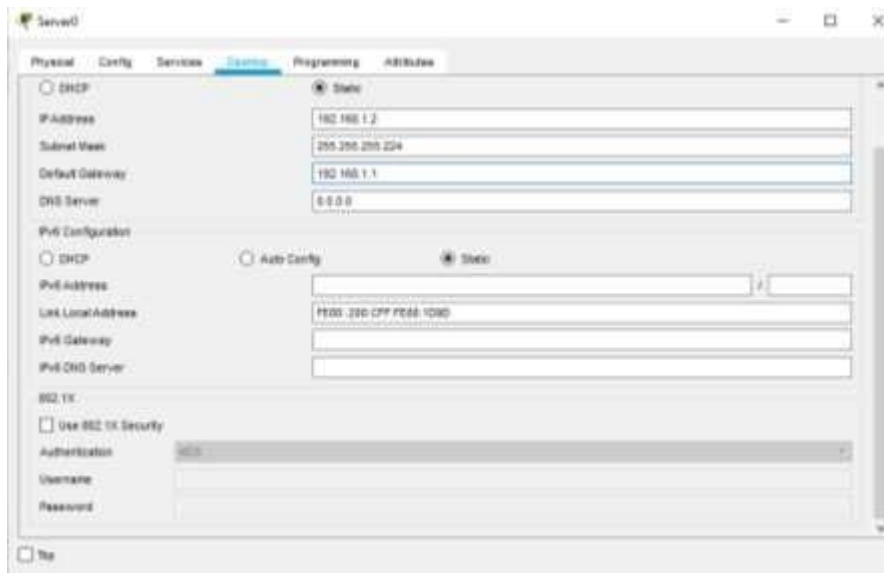 Server0
Physical Config Services Desktop Programming Attributes
DHCP Static
IP Address 192.168.1.2
Subnet Mask 255.255.255.224
Default Gateway 192.168.1.1
DNS Server 0.0.0.0
IPv6 Configuration
DHCP Auto Config Static
IPv6 Address /
Link Local Address
IPv6 Gateway
IPv6 DNS Server
802.1X
Use 802.1X Security
Authentication MD5
Username
Password
Top